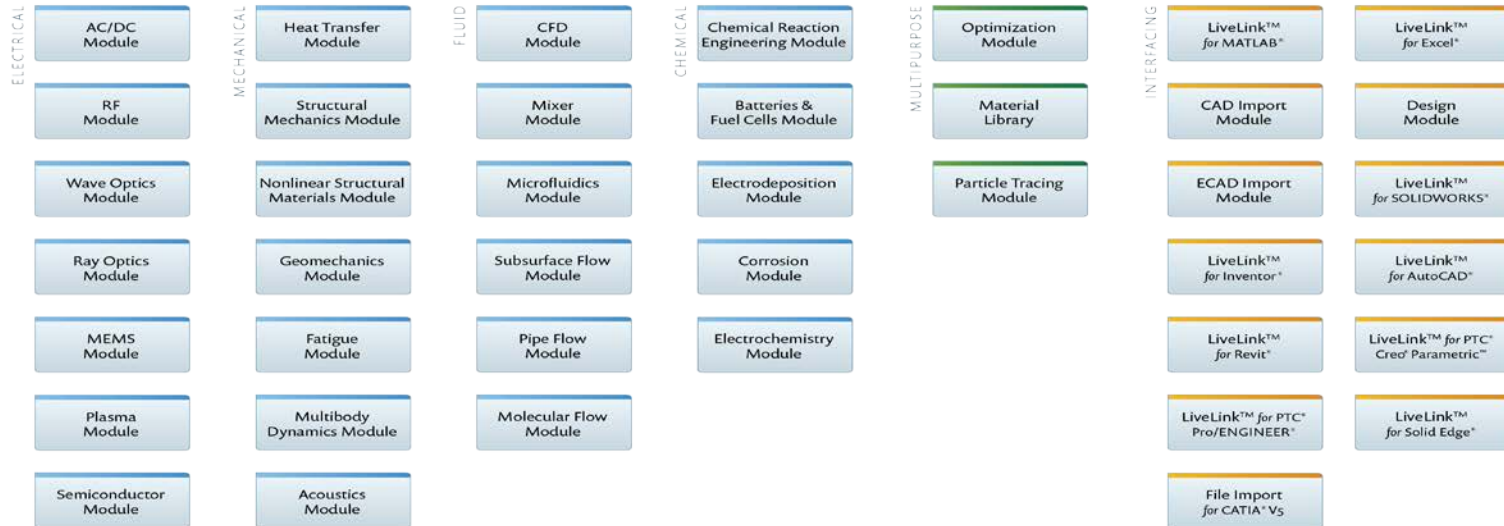 ELECTRICAL
AC/DC
Module
RF
Module
Wave Optics
Module
Ray Optics
Module
MEMS
Module
Plasma
Module
Semiconductor
Module
MECHANICAL
Heat Transfer
Module
Structural
Mechanics Module
Nonlinear Structural
Materials Module
Geomechanics
Module
Fatigue
Module
Multibody
Dynamics Module
Acoustics
Module
FLUID
CFD
Module
Mixer
Module
Microfluidics
Module
Subsurface Flow
Module
Pipe Flow
Module
Molecular Flow
Module
CHEMICAL
Chemical Reaction
Engineering Module
Batteries &
Fuel Cells Module
Electrodeposition
Module
Corrosion
Module
Electrochemistry
Module
MULTIPURPOSE
Optimization
Module
Material
Library
Particle Tracing
Module
INTERFACING
LiveLink™
for MATLAB®
CAD Import
Module
ECAD Import
Module
LiveLink™
for Inventor®
LiveLink™
for Revit®
LiveLink™ for PTC®
Pro/ENGINEER®
File Import
for CATIA® V5
LiveLink™
for Excel®
Design
Module
LiveLink™
for SOLIDWORKS®
LiveLink™
for AutoCAD®
LiveLink™ for PTC®
Creo® Parametric™
LiveLink™
for Solid Edge®